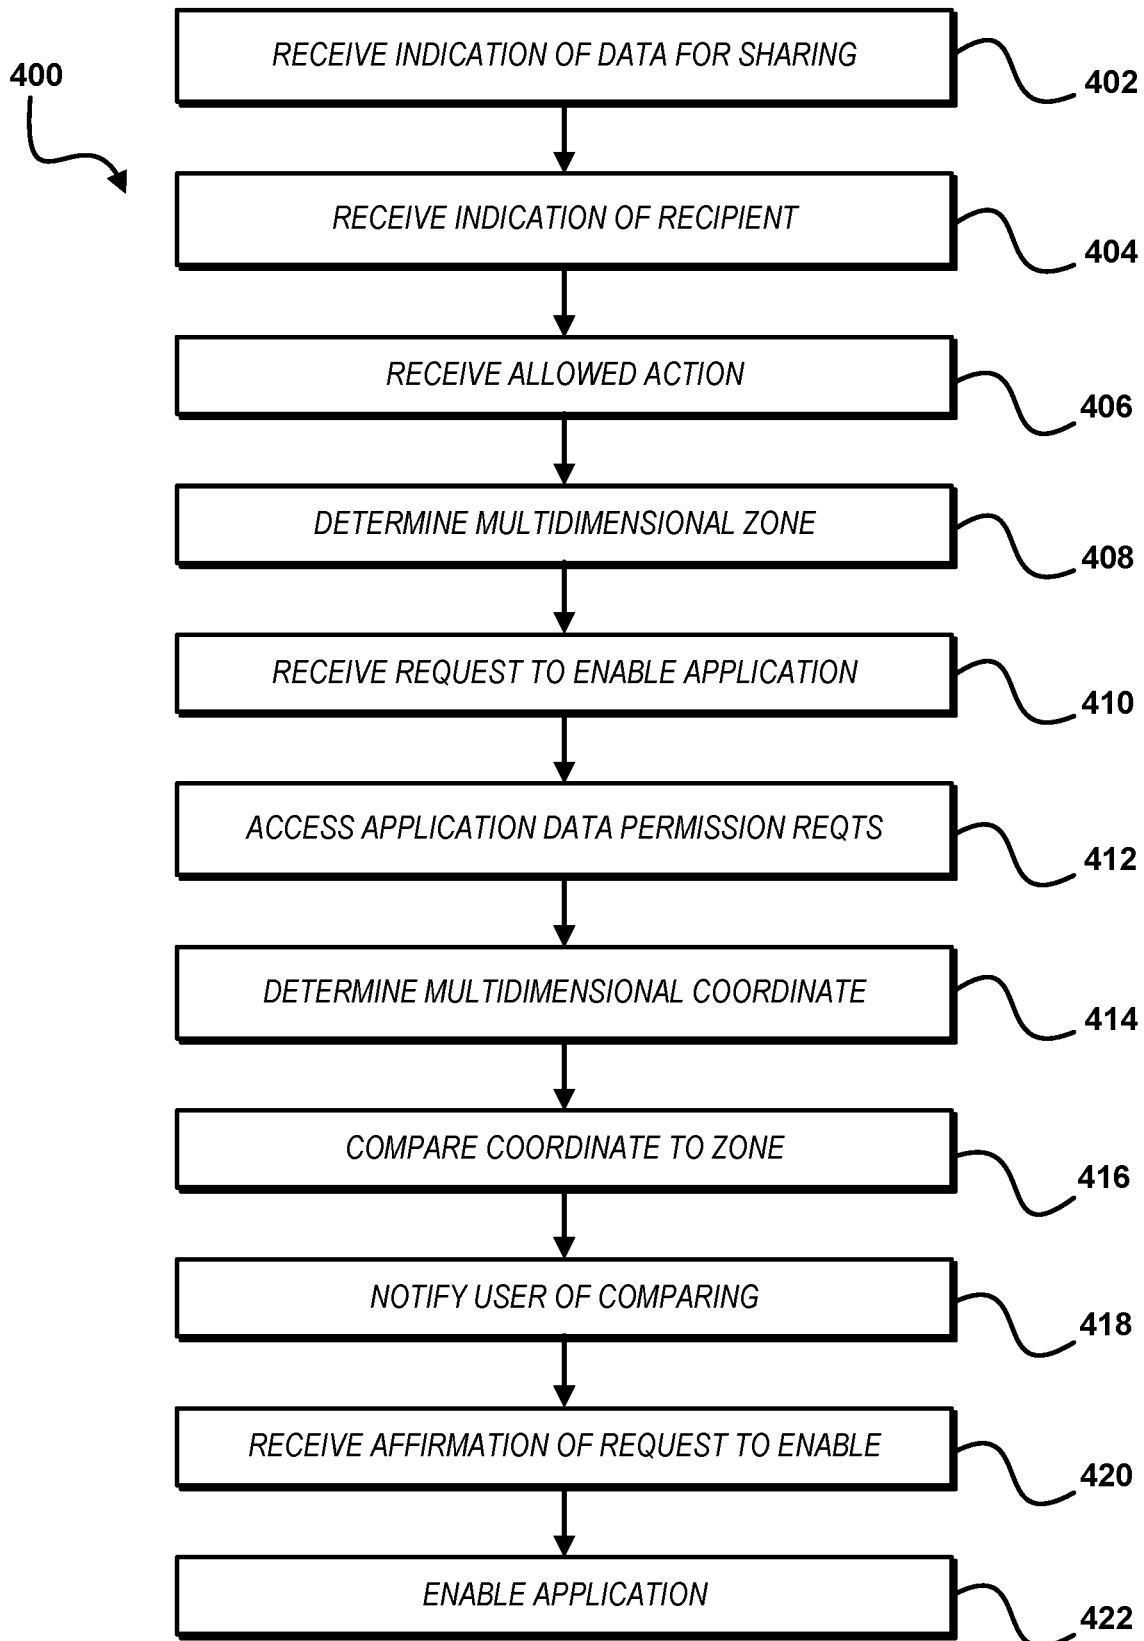 RECEIVE INDICATION OF DATA FOR SHARING
400
402
RECEIVE INDICATION OF RECIPIENT
404
RECEIVE ALLOWED ACTION
406
DETERMINE MULTIDIMENSIONAL ZONE
408
RECEIVE REQUEST TO ENABLE APPLICATION
410
ACCESS APPLICATION DATA PERMISSION REQTS
412
DETERMINE MULTIDIMENSIONAL COORDINATE
414
COMPARE COORDINATE TO ZONE
416
NOTIFY USER OF COMPARING
418
RECEIVE AFFIRMATION OF REQUEST TO ENABLE
420
ENABLE APPLICATION
422